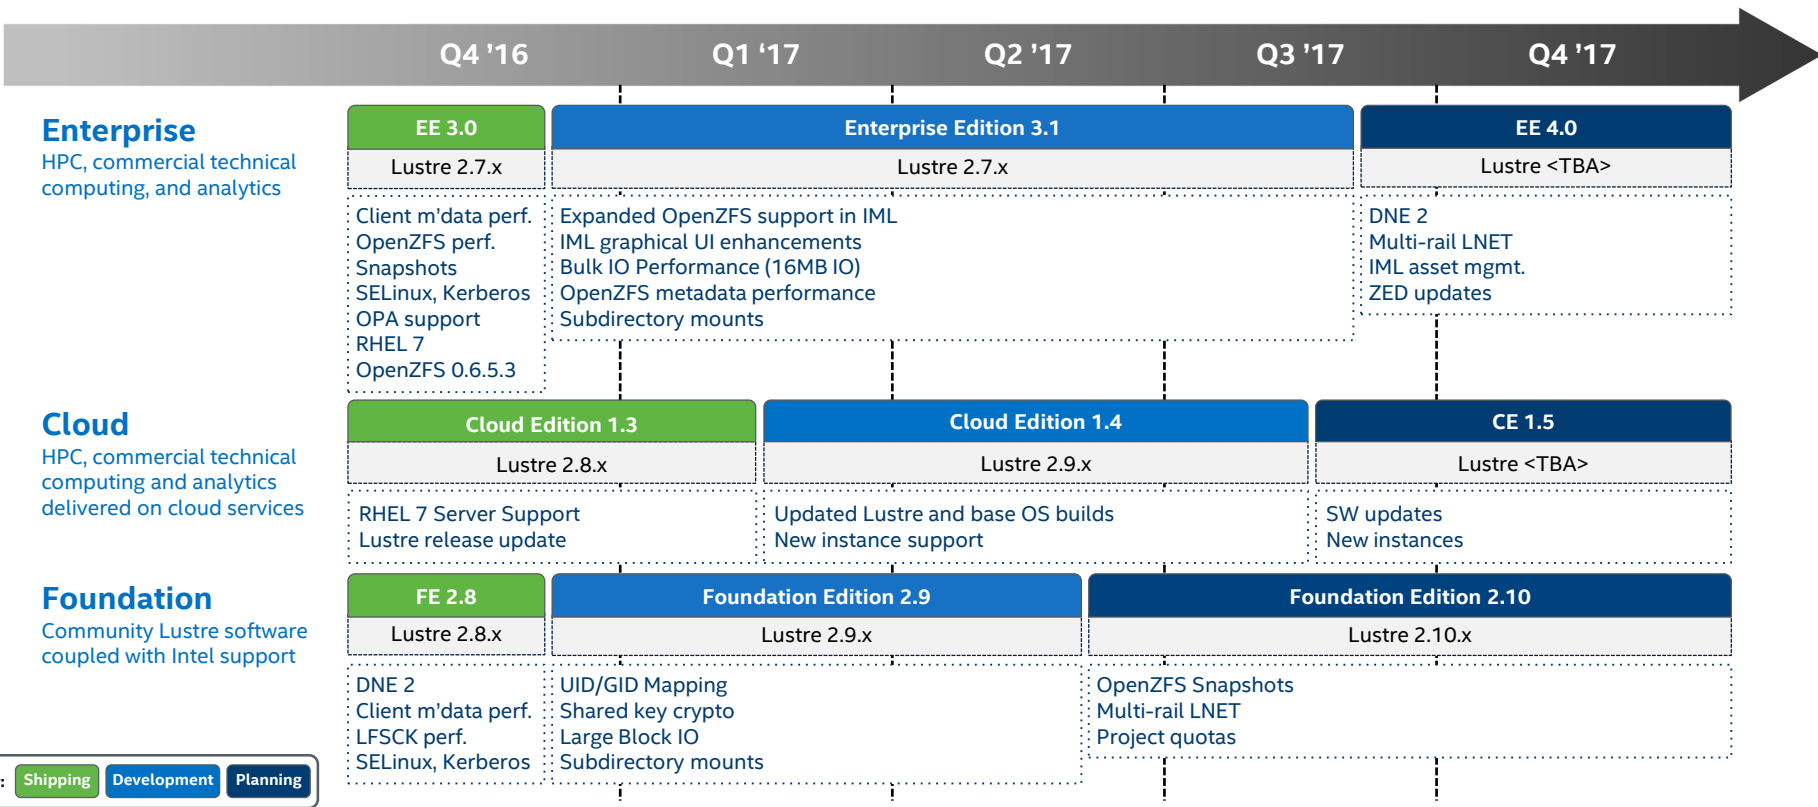 Q4 ’16
Q1 ‘17
Q2 ’17
Q3 ’17
Q4 ’17
Enterprise
HPC, commercial technical
computing, and analytics
EE 3.0
Lustre 2.7.x
Client m’data perf.
OpenZFS perf.
Snapshots
SELinux, Kerberos
OPA support
RHEL 7
OpenZFS 0.6.5.3
Enterprise Edition 3.1
Lustre 2.7.x
Expanded OpenZFS support in IML
IML graphical UI enhancements
Bulk IO Performance (16MB IO)
OpenZFS metadata performance
Subdirectory mounts
EE 4.0
Lustre <TBA>
DNE 2
Multi-rail LNET
IML asset mgmt.
ZED updates
Cloud
HPC, commercial technical
computing and analytics
delivered on cloud services
Cloud Edition 1.3
Lustre 2.8.x
RHEL 7 Server Support
Lustre release update
Cloud Edition 1.4
Lustre 2.9.x
Updated Lustre and base OS builds
New instance support
CE 1.5
Lustre <TBA>
SW updates
New instances
Foundation
Community Lustre software
coupled with Intel support
FE 2.8
Lustre 2.8.x
DNE 2
Client m’data perf.
LFSCK perf.
SELinux, Kerberos
Foundation Edition 2.9
Lustre 2.9.x
UID/GID Mapping
Shared key crypto
Large Block IO
Subdirectory mounts
Foundation Edition 2.10
Lustre 2.10.x
OpenZFS Snapshots
Multi-rail LNET
Project quotas
: Shipping Development Planning